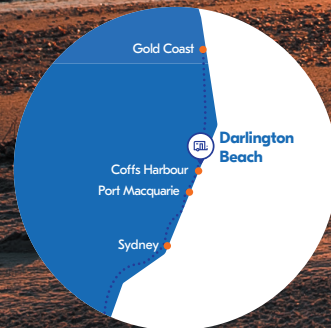 Gold Coast
Darlington
Beach
Coffs Harbour
Port Macquarie
Sydney